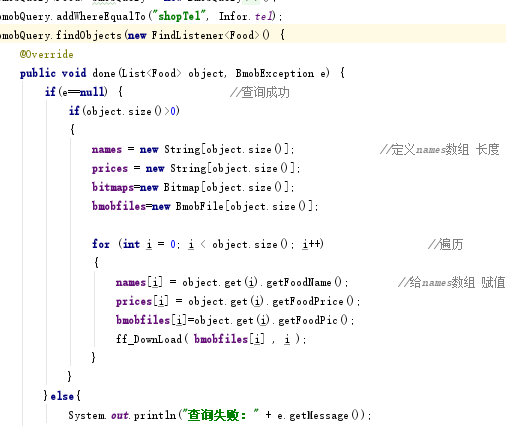 bmobQuery.addWhereEqualTo("shopTel", Infor.tel);
bmobQuery.findObjects(new FindListener<Food>() {
@Override
public void done(List<Food> object, BmobException e) {
if(e==null) { //查询成功
if(object.size()>0)
{
names = new String[object.size()]; //定义names数组 长度
prices = new String[object.size()];
bitmaps=new Bitmap[object.size()];
bmobfiles=new BmobFile[object.size()];
for (int i = 0; i < object.size(); i++) //遍历
{
names[i] = object.get(i).getFoodName(); //给names数组 赋值
prices[i] = object.get(i).getFoodPrice();
bmobfiles[i]=object.get(i).getFoodPic();
ff_DownLoad( bmobfiles[i] , i );
}
}
}else{
System.out.println("查询失败：" + e.getMessage());